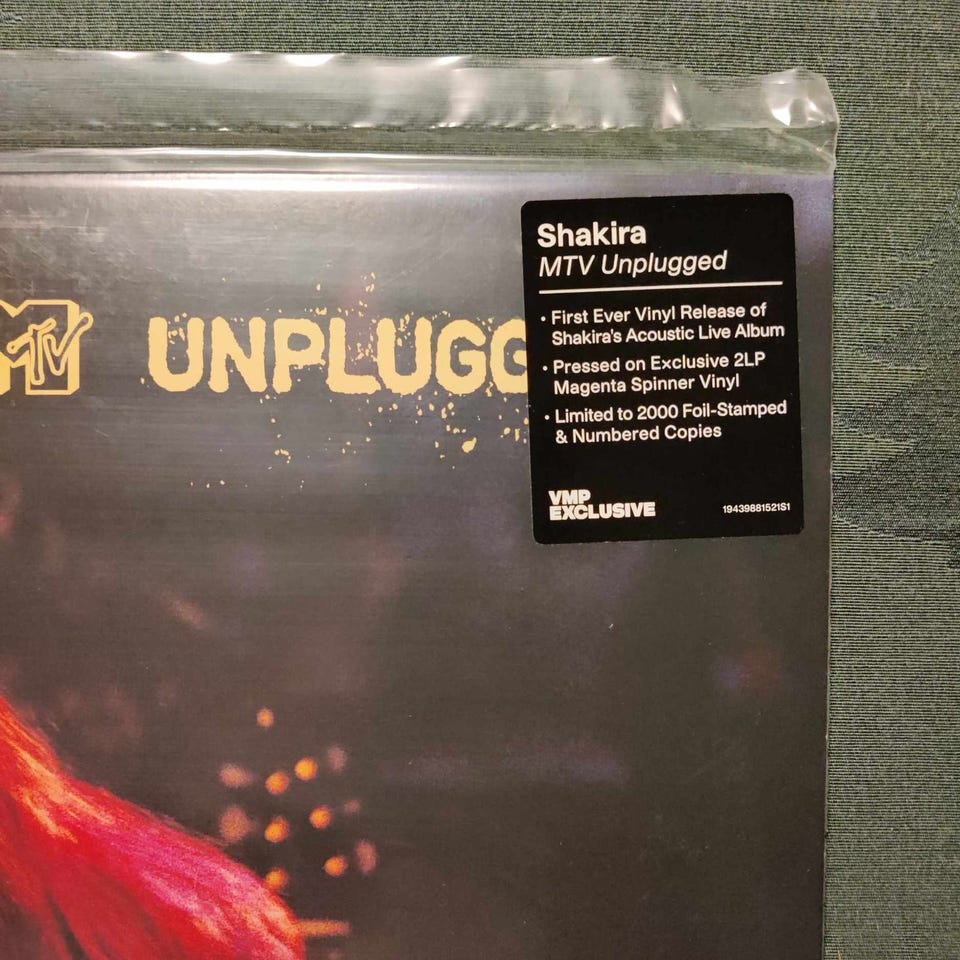 MTV UNPLUGG
Shakira
MTV Unplugged
• First Ever Vinyl Release of
Shakira's Acoustic Live Album
• Pressed on Exclusive 2LP
Magenta Spinner Vinyl
• Limited to 2000 Foil-Stamped
& Numbered Copies
VMP
EXCLUSIVE
19439881521S1